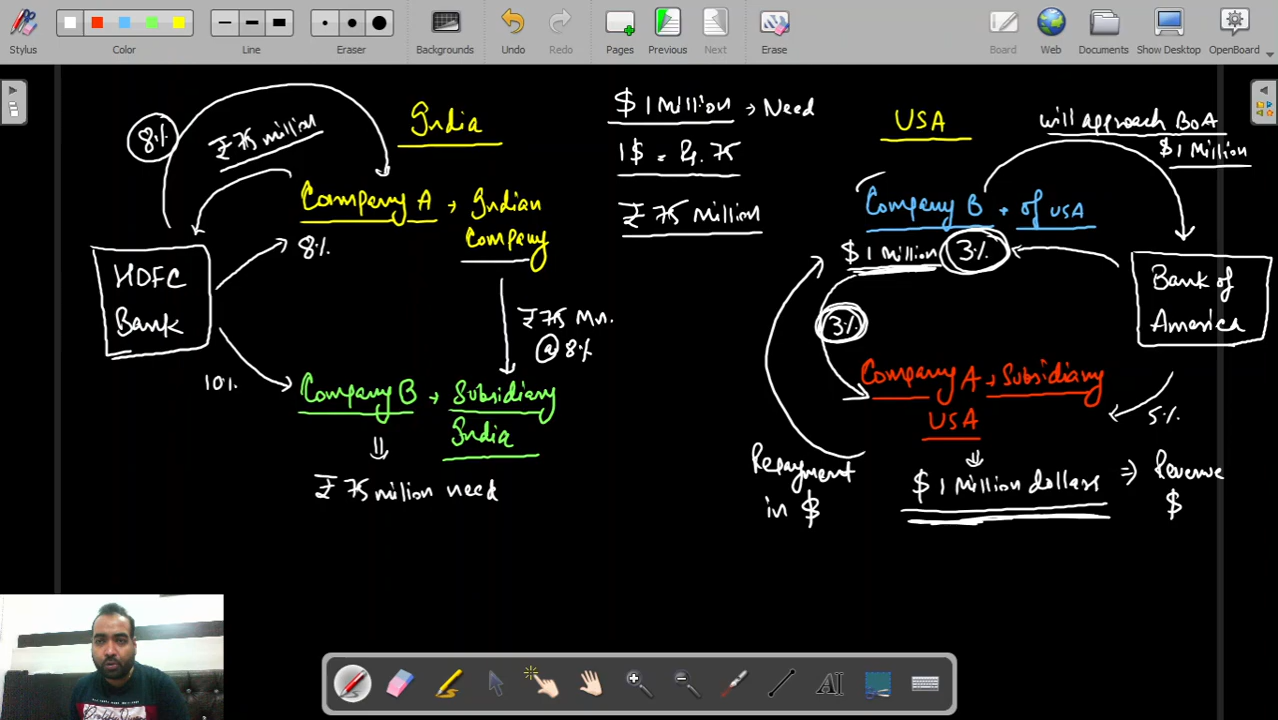 Stylus
Color
Line
Eraser
Backgrounds
Undo
Redo
Pages
Previous
Next
Erase
Board
Web
Documents
Show Desktop
OpenBoard
India
8%
₹ 75 million
Company A → Indian
Company
8%
HDFC
Bank
₹ 75 Mn.
@ 8%
10%
Company B → Subsidiary
India
₹ 75 million need
$ 1 Million → Need
1$ = Rs. 75
₹ 75 Million
USA
will approach BoA
$ 1 Million
Company B → of USA
$ 1 Million 3%
Bank of
America
3%
Company A → Subsidiary
USA
5%
Repayment
in $
$ 1 Million dollars ⇒ Revenue
$